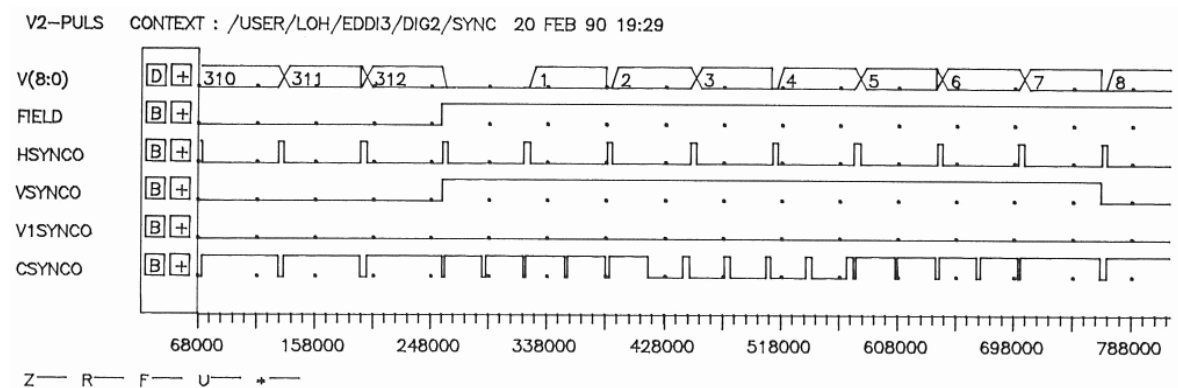 V2-PULS CONTEXT : /USER/LOH/EDDI3/DIG2/SYNC 20 FEB 90 19:29
V(8:0) D + 310 311 312 1 2 3 4 5 6 7 8
FIELD B +
HSYNCO B +
VSYNCO B +
V1SYNCO B +
CSYNCO B +
68000 158000 248000 338000 428000 518000 608000 698000 788000
Z— R— F— U— *—